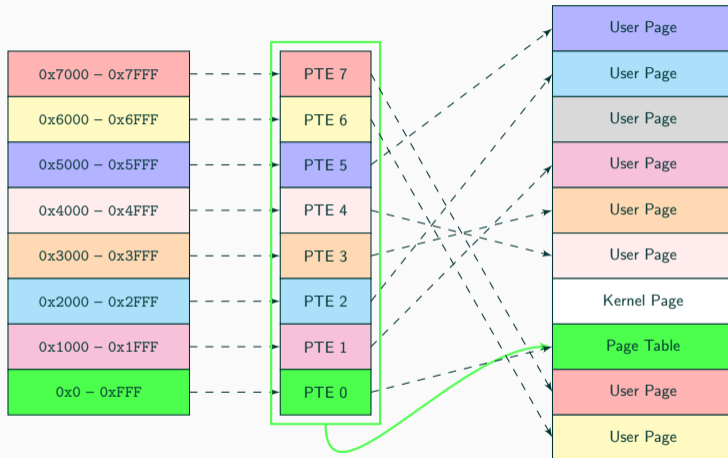 User Page
0x7000 – 0x7FFF PTE 7 User Page
0x6000 – 0x6FFF PTE 6 User Page
0x5000 – 0x5FFF PTE 5 User Page
0x4000 – 0x4FFF PTE 4 User Page
0x3000 – 0x3FFF PTE 3 User Page
0x2000 – 0x2FFF PTE 2 Kernel Page
0x1000 – 0x1FFF PTE 1 Page Table
0x0 – 0xFFF PTE 0 User Page
User Page